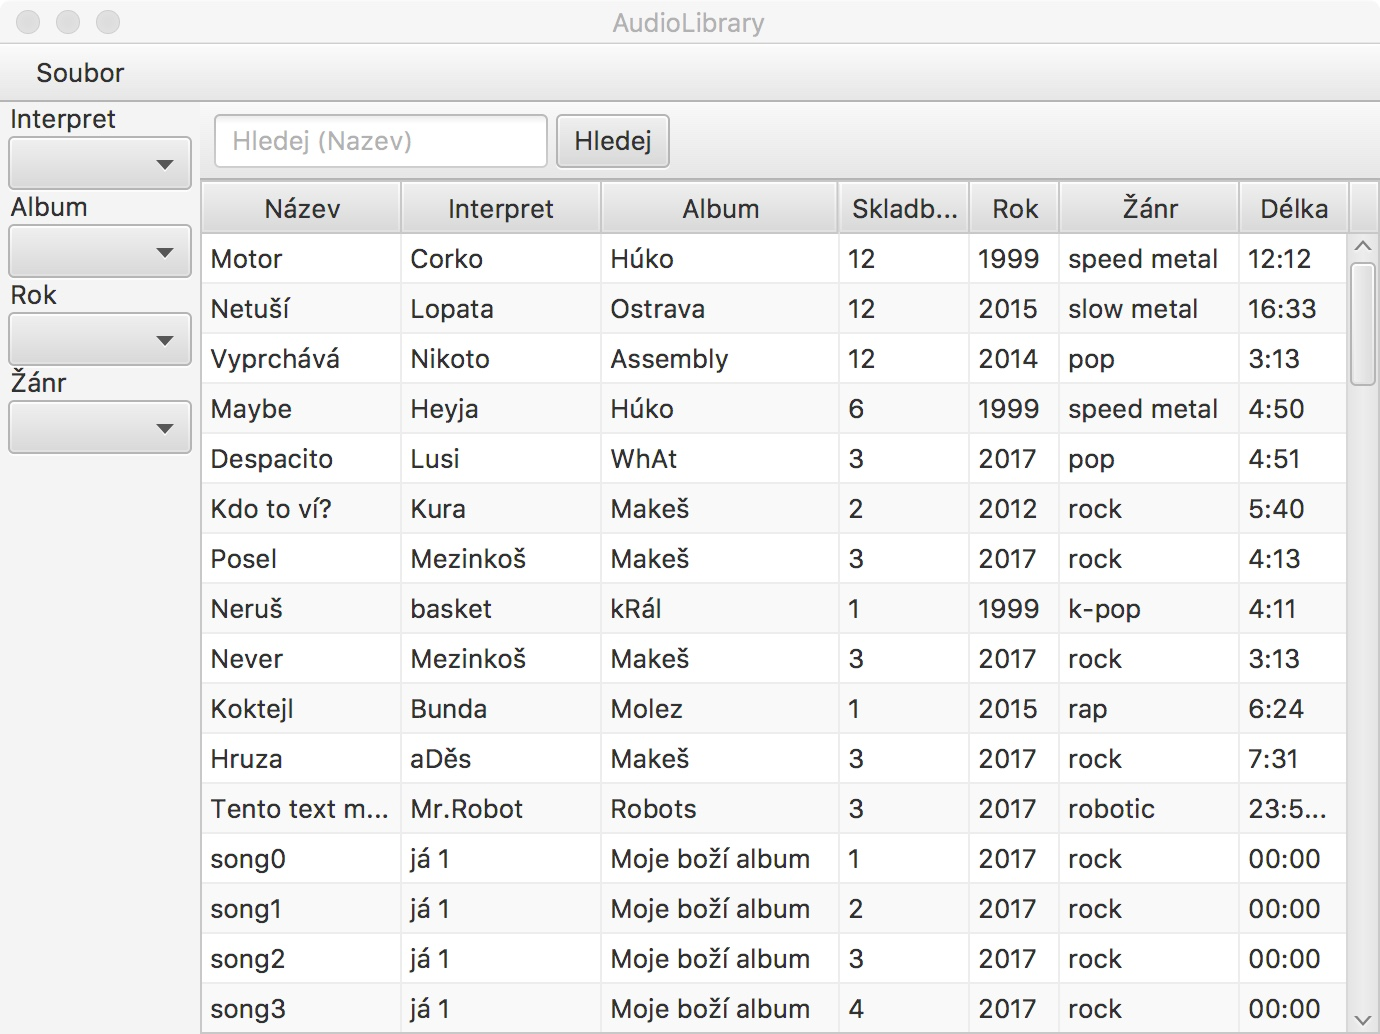 AudioLibrary
Soubor
Interpret
Album
Rok
Žánr
Hledej (Nazev) Hledej
Název Interpret Album Skladb... Rok Žánr Délka
Motor Corko Húko 12 1999 speed metal 12:12
Netuší Lopata Ostrava 12 2015 slow metal 16:33
Vyprchává Nikoto Assembly 12 2014 pop 3:13
Maybe Heyja Húko 6 1999 speed metal 4:50
Despacito Lusi WhAt 3 2017 pop 4:51
Kdo to ví? Kura Makeš 2 2012 rock 5:40
Posel Mezinkoš Makeš 3 2017 rock 4:13
Neruš basket kRál 1 1999 k-pop 4:11
Never Mezinkoš Makeš 3 2017 rock 3:13
Koktejl Bunda Molez 1 2015 rap 6:24
Hruza aDěs Makeš 3 2017 rock 7:31
Tento text m... Mr.Robot Robots 3 2017 robotic 23:5...
song0 já 1 Moje boží album 1 2017 rock 00:00
song1 já 1 Moje boží album 2 2017 rock 00:00
song2 já 1 Moje boží album 3 2017 rock 00:00
song3 já 1 Moje boží album 4 2017 rock 00:00